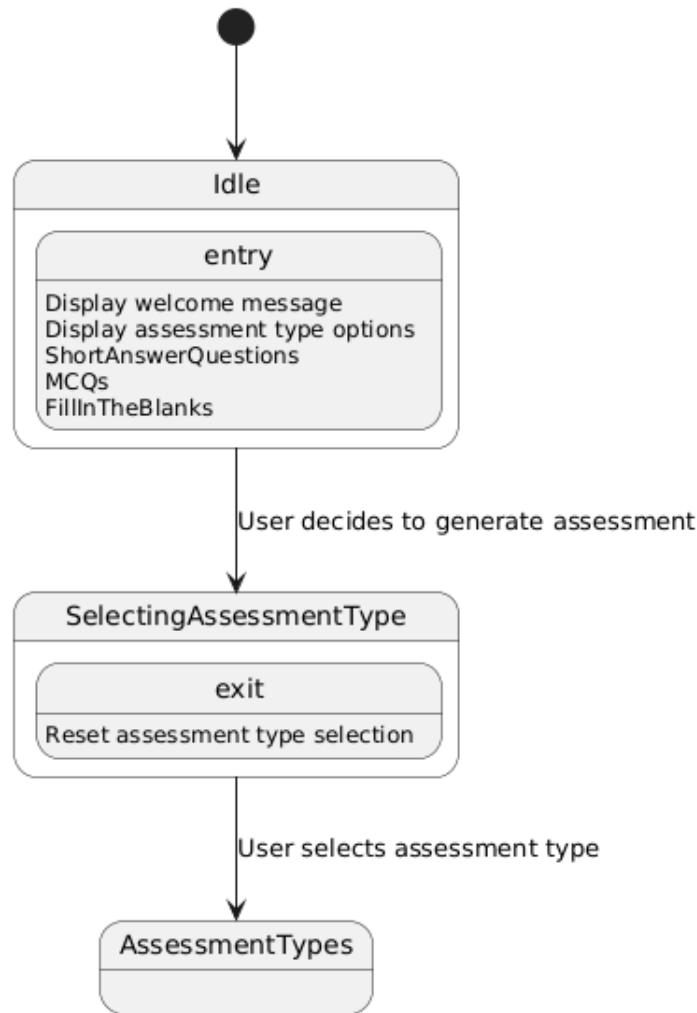 Idle
entry
Display welcome message
Display assessment type options
ShortAnswerQuestions
MCQs
FillInTheBlanks
User decides to generate assessment
SelectingAssessmentType
exit
Reset assessment type selection
User selects assessment type
AssessmentTypes